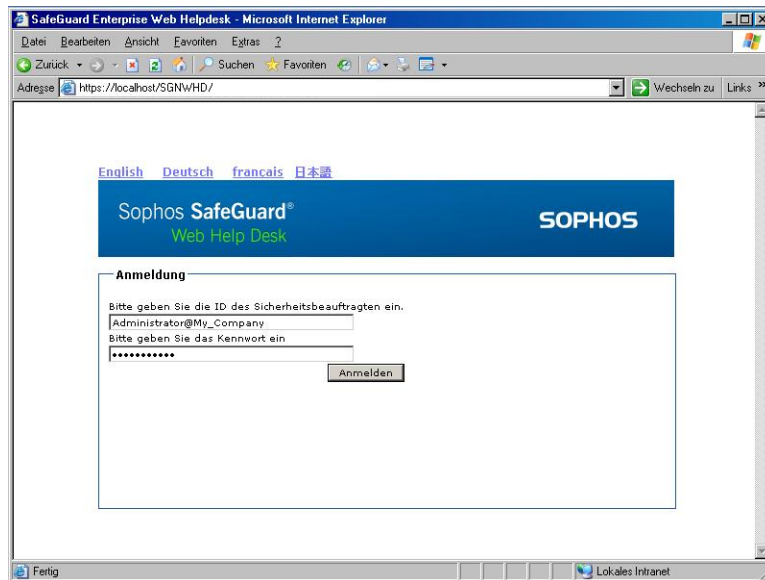 SafeGuard Enterprise Web Helpdesk - Microsoft Internet Explorer
Datei Bearbeiten Ansicht Favoriten Extras ?
Zurück Suchen Favoriten
Adresse https://localhost/SGNWHD/ Wechseln zu Links »
English Deutsch francais 日本語
Sophos SafeGuard®
Web Help Desk
SOPHOS
Anmeldung
Bitte geben Sie die ID des Sicherheitsbeauftragten ein.
Administrator@My_Company
Bitte geben Sie das Kennwort ein
•••••••••••
Anmelden
Fertig Lokales Intranet